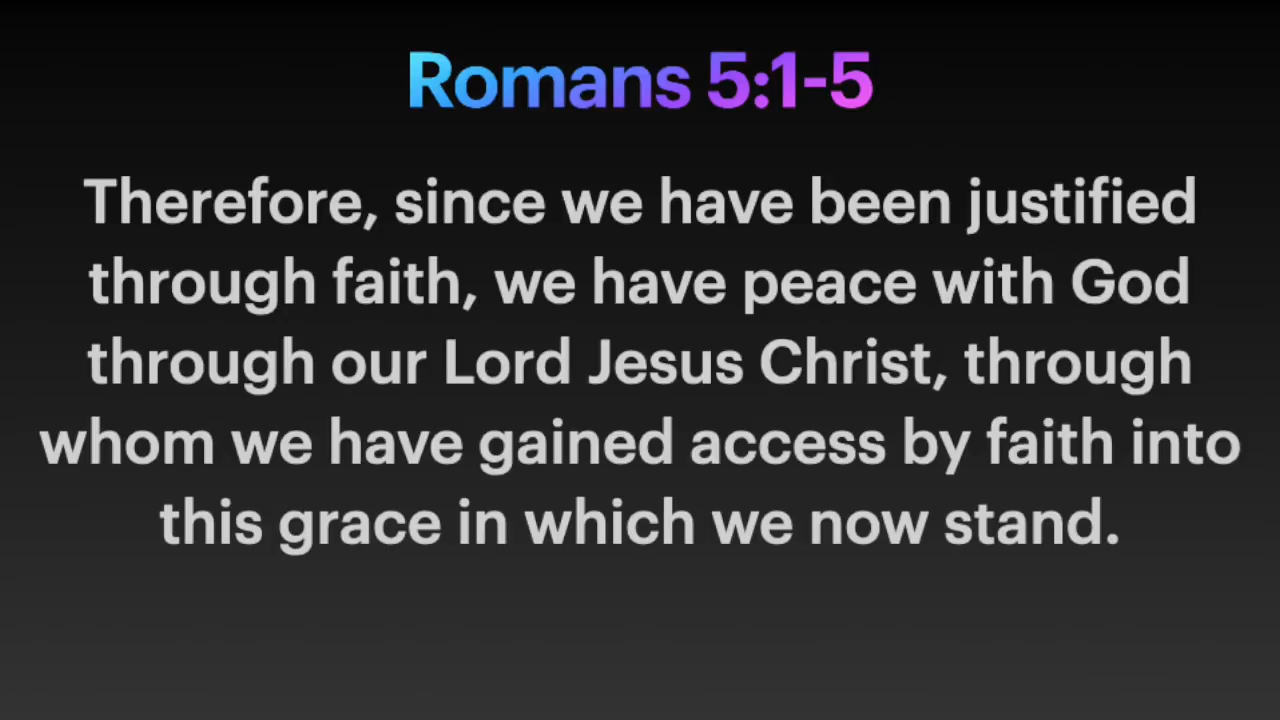 Romans 5:1-5
Therefore, since we have been justified
through faith, we have peace with God
through our Lord Jesus Christ, through
whom we have gained access by faith into
this grace in which we now stand.